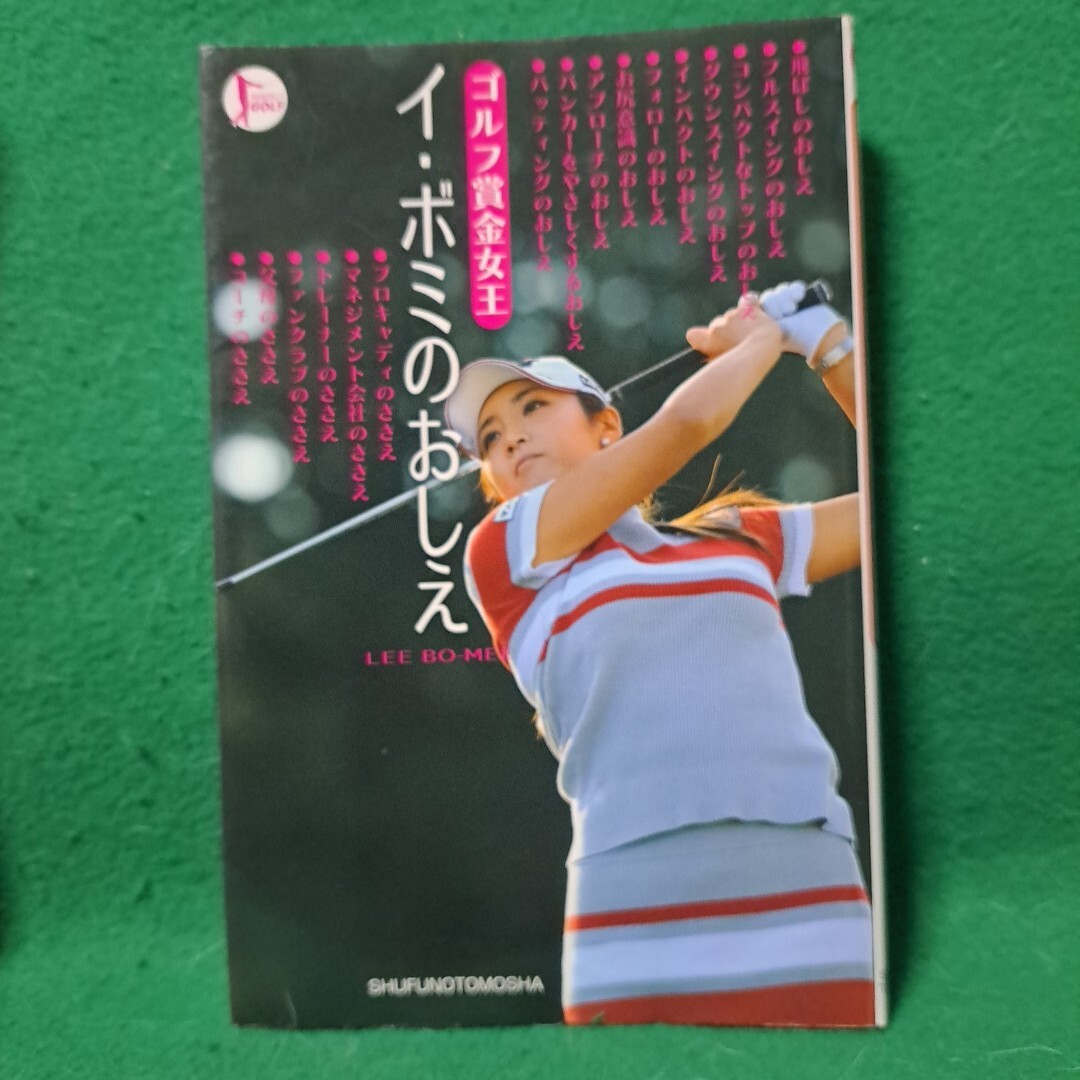 飛ばしのおしえ
フルスイングのおしえ
コンパクトなトップのおしえ
ダウンスイングのおしえ
インパクトのおしえ
フォローのおしえ
お尻意識のおしえ
アプローチのおしえ
バンカーをやさしくするおしえ
パッティングのおしえ
ゴルフ賞金女王
イ・ボミのおしえ
LEE BO-ME
プロキャディのささえ
マネジメント会社のささえ
トレーナーのささえ
ファンクラブのささえ
のささえ
コーチのささえ
GOLF
SHUFUNOTOMOSHA